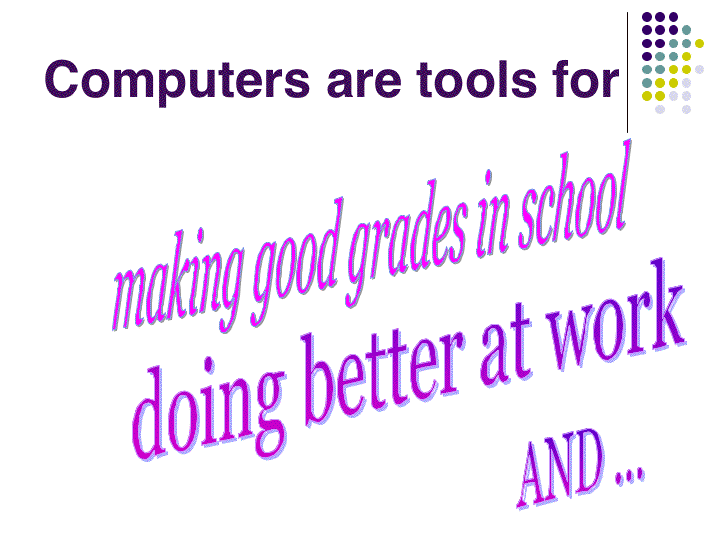 Computers are tools for
making good grades in school
doing better at work
AND ...